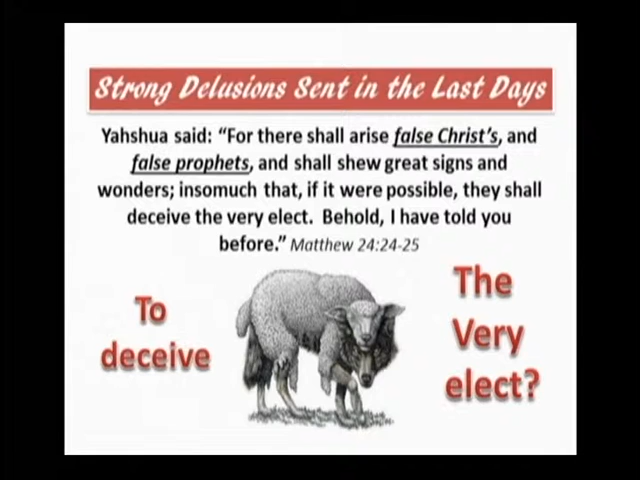 Strong Delusions Sent in the Last Days
Yahshua said: “For there shall arise false Christ’s, and
false prophets, and shall shew great signs and
wonders; insomuch that, if it were possible, they shall
deceive the very elect. Behold, I have told you
before.” Matthew 24:24-25
To
deceive
The
Very
elect?